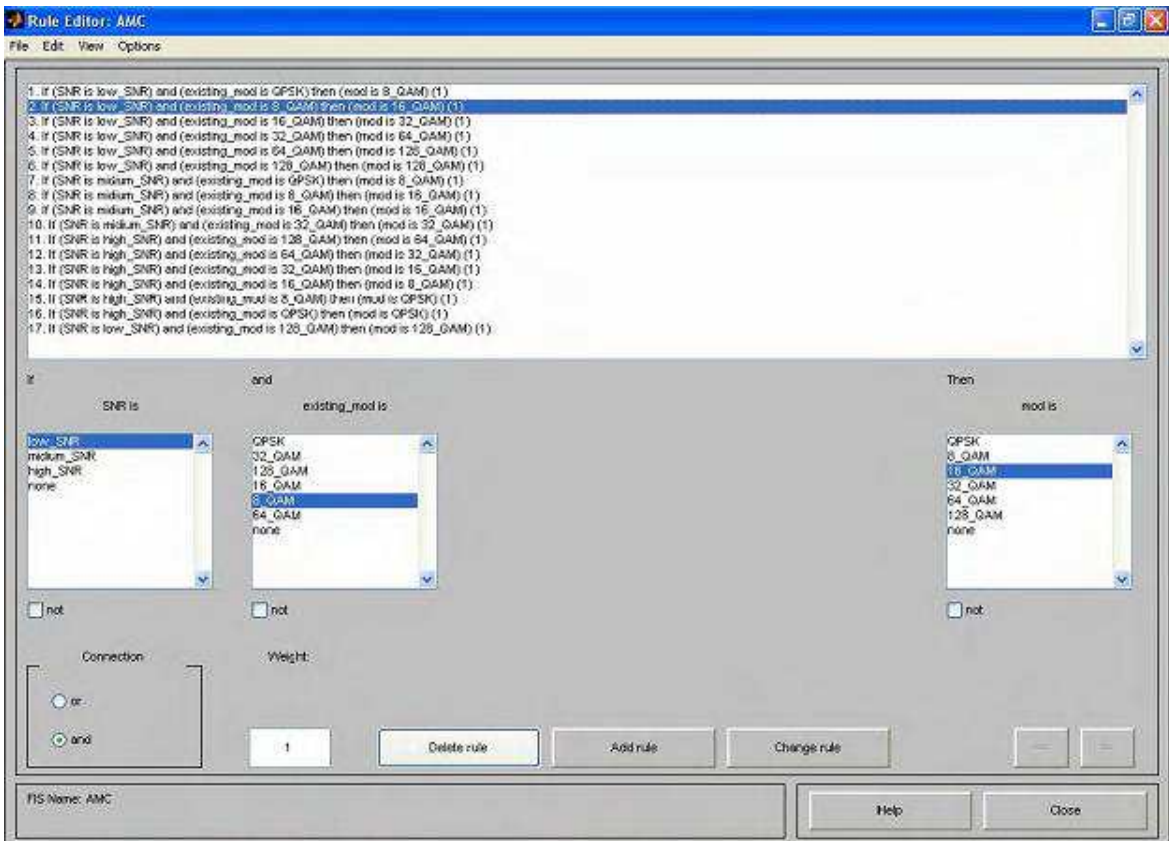 Rule Editor: AMC
File Edit View Options
1. If (SNR is low_SNR) and (existing_mod is QPSK) then (mod is 8_QAM) (1)
2. If (SNR is low_SNR) and (existing_mod is 8_QAM) then (mod is 16_QAM) (1)
3. If (SNR is low_SNR) and (existing_mod is 16_QAM) then (mod is 32_QAM) (1)
4. If (SNR is low_SNR) and (existing_mod is 32_QAM) then (mod is 64_QAM) (1)
5. If (SNR is low_SNR) and (existing_mod is 64_QAM) then (mod is 128_QAM) (1)
6. If (SNR is low_SNR) and (existing_mod is 128_QAM) then (mod is 128_QAM) (1)
7. If (SNR is midium_SNR) and (existing_mod is QPSK) then (mod is 8_QAM) (1)
8. If (SNR is midium_SNR) and (existing_mod is 8_QAM) then (mod is 16_QAM) (1)
9. If (SNR is midium_SNR) and (existing_mod is 16_QAM) then (mod is 16_QAM) (1)
10. If (SNR is midium_SNR) and (existing_mod is 32_QAM) then (mod is 32_QAM) (1)
11. If (SNR is high_SNR) and (existing_mod is 128_QAM) then (mod is 64_QAM) (1)
12. If (SNR is high_SNR) and (existing_mod is 64_QAM) then (mod is 32_QAM) (1)
13. If (SNR is high_SNR) and (existing_mod is 32_QAM) then (mod is 16_QAM) (1)
14. If (SNR is high_SNR) and (existing_mod is 16_QAM) then (mod is 8_QAM) (1)
15. If (SNR is high_SNR) and (existing_mod is 8_QAM) then (mod is QPSK) (1)
16. If (SNR is high_SNR) and (existing_mod is QPSK) then (mod is QPSK) (1)
17. If (SNR is low_SNR) and (existing_mod is 128_QAM) then (mod is 128_QAM) (1)
If and Then
SNR is existing_mod is mod is
low_SNR
midium_SNR
high_SNR
none
QPSK
32_QAM
128_QAM
16_QAM
8_QAM
64_QAM
none
QPSK
8_QAM
16_QAM
32_QAM
64_QAM
128_QAM
none
not not not
Connection Weight:
or
and
1 Delete rule Add rule Change rule
FIS Name: AMC
Help Close